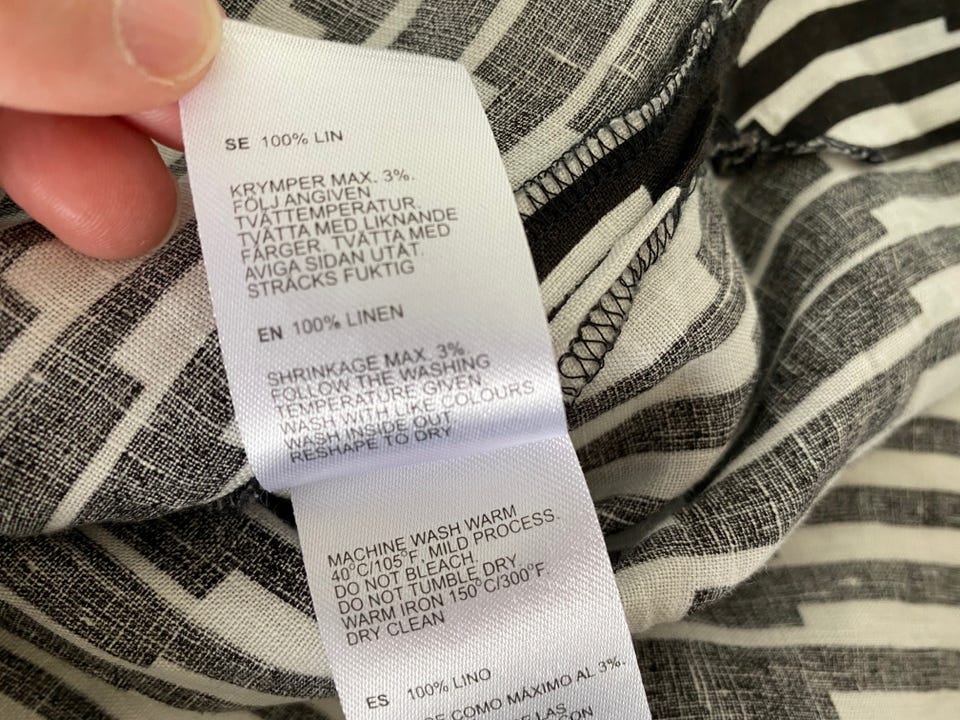 SE 100% LIN
KRYMPER MAX. 3%.
FÖLJ ANGIVEN
TVÄTTEMPERATUR.
TVÄTTA MED LIKNANDE
FÄRGER. TVÄTTA MED
AVIGA SIDAN UTÅT.
STRÄCKS FUKTIG
EN 100% LINEN
SHRINKAGE MAX. 3%
FOLLOW THE WASHING
TEMPERATURE GIVEN
WASH WITH LIKE COLOURS
WASH INSIDE OUT
RESHAPE TO DRY
MACHINE WASH WARM
40°C/105°F. MILD PROCESS.
DO NOT BLEACH
DO NOT TUMBLE DRY
WARM IRON 150°C/300°F.
DRY CLEAN
ES 100% LINO
COMO MÁXIMO AL 3%.
DE LAS